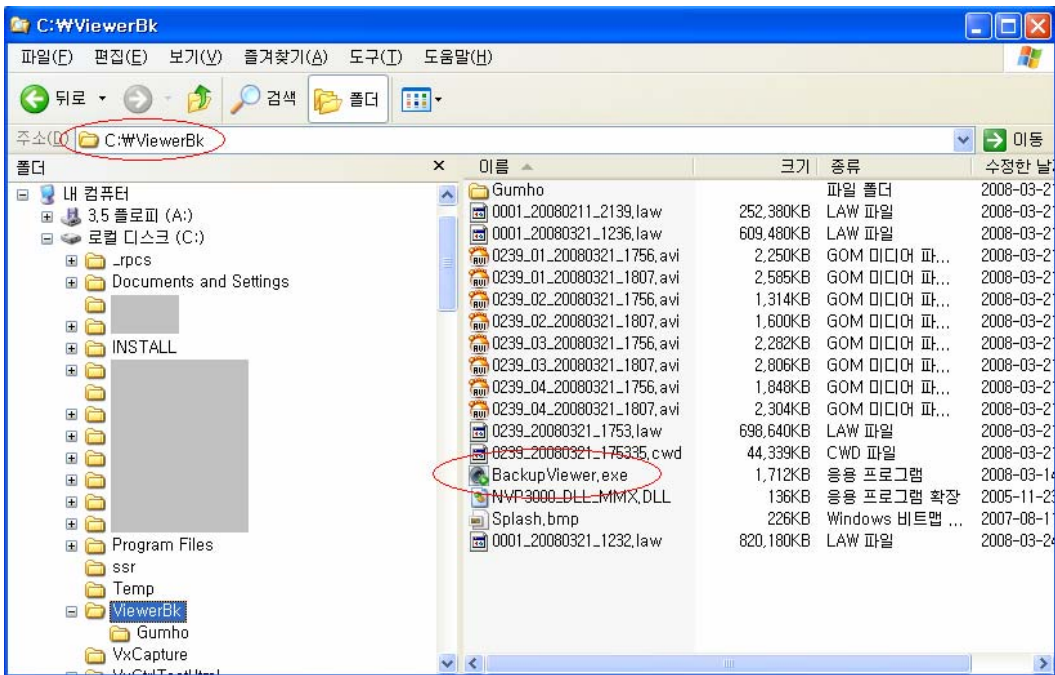 C:₩ViewerBk
파일(F) 편집(E) 보기(V) 즐겨찾기(A) 도구(T) 도움말(H)
뒤로 검색 폴더
주소(D) C:₩ViewerBk 이동
폴더
내 컴퓨터
3,5 플로피 (A:)
로컬 디스크 (C:)
_rpcs
Documents and Settings
INSTALL
Program Files
ssr
Temp
ViewerBk
Gumho
VxCapture
이름 크기 종류 수정한 날
Gumho 파일 폴더 2008-03-2
0001_20080211_2139,law 252,380KB LAW 파일 2008-03-2
0001_20080321_1236,law 609,480KB LAW 파일 2008-03-2
0239_01_20080321_1756,avi 2,250KB GOM 미디어 파... 2008-03-2
0239_01_20080321_1807,avi 2,585KB GOM 미디어 파... 2008-03-2
0239_02_20080321_1756,avi 1,314KB GOM 미디어 파... 2008-03-2
0239_02_20080321_1807,avi 1,600KB GOM 미디어 파... 2008-03-2
0239_03_20080321_1756,avi 2,282KB GOM 미디어 파... 2008-03-2
0239_03_20080321_1807,avi 2,806KB GOM 미디어 파... 2008-03-2
0239_04_20080321_1756,avi 1,848KB GOM 미디어 파... 2008-03-2
0239_04_20080321_1807,avi 2,304KB GOM 미디어 파... 2008-03-2
0239_20080321_1753,law 698,640KB LAW 파일 2008-03-2
0239_20080321_175335,cwd 44,339KB CWD 파일 2008-03-2
BackupViewer,exe 1,712KB 응용 프로그램 2008-03-14
NVP3000_DLL_MMX,DLL 136KB 응용 프로그램 확장 2005-11-23
Splash,bmp 226KB Windows 비트맵 ... 2007-08-1
0001_20080321_1232,law 820,180KB LAW 파일 2008-03-24